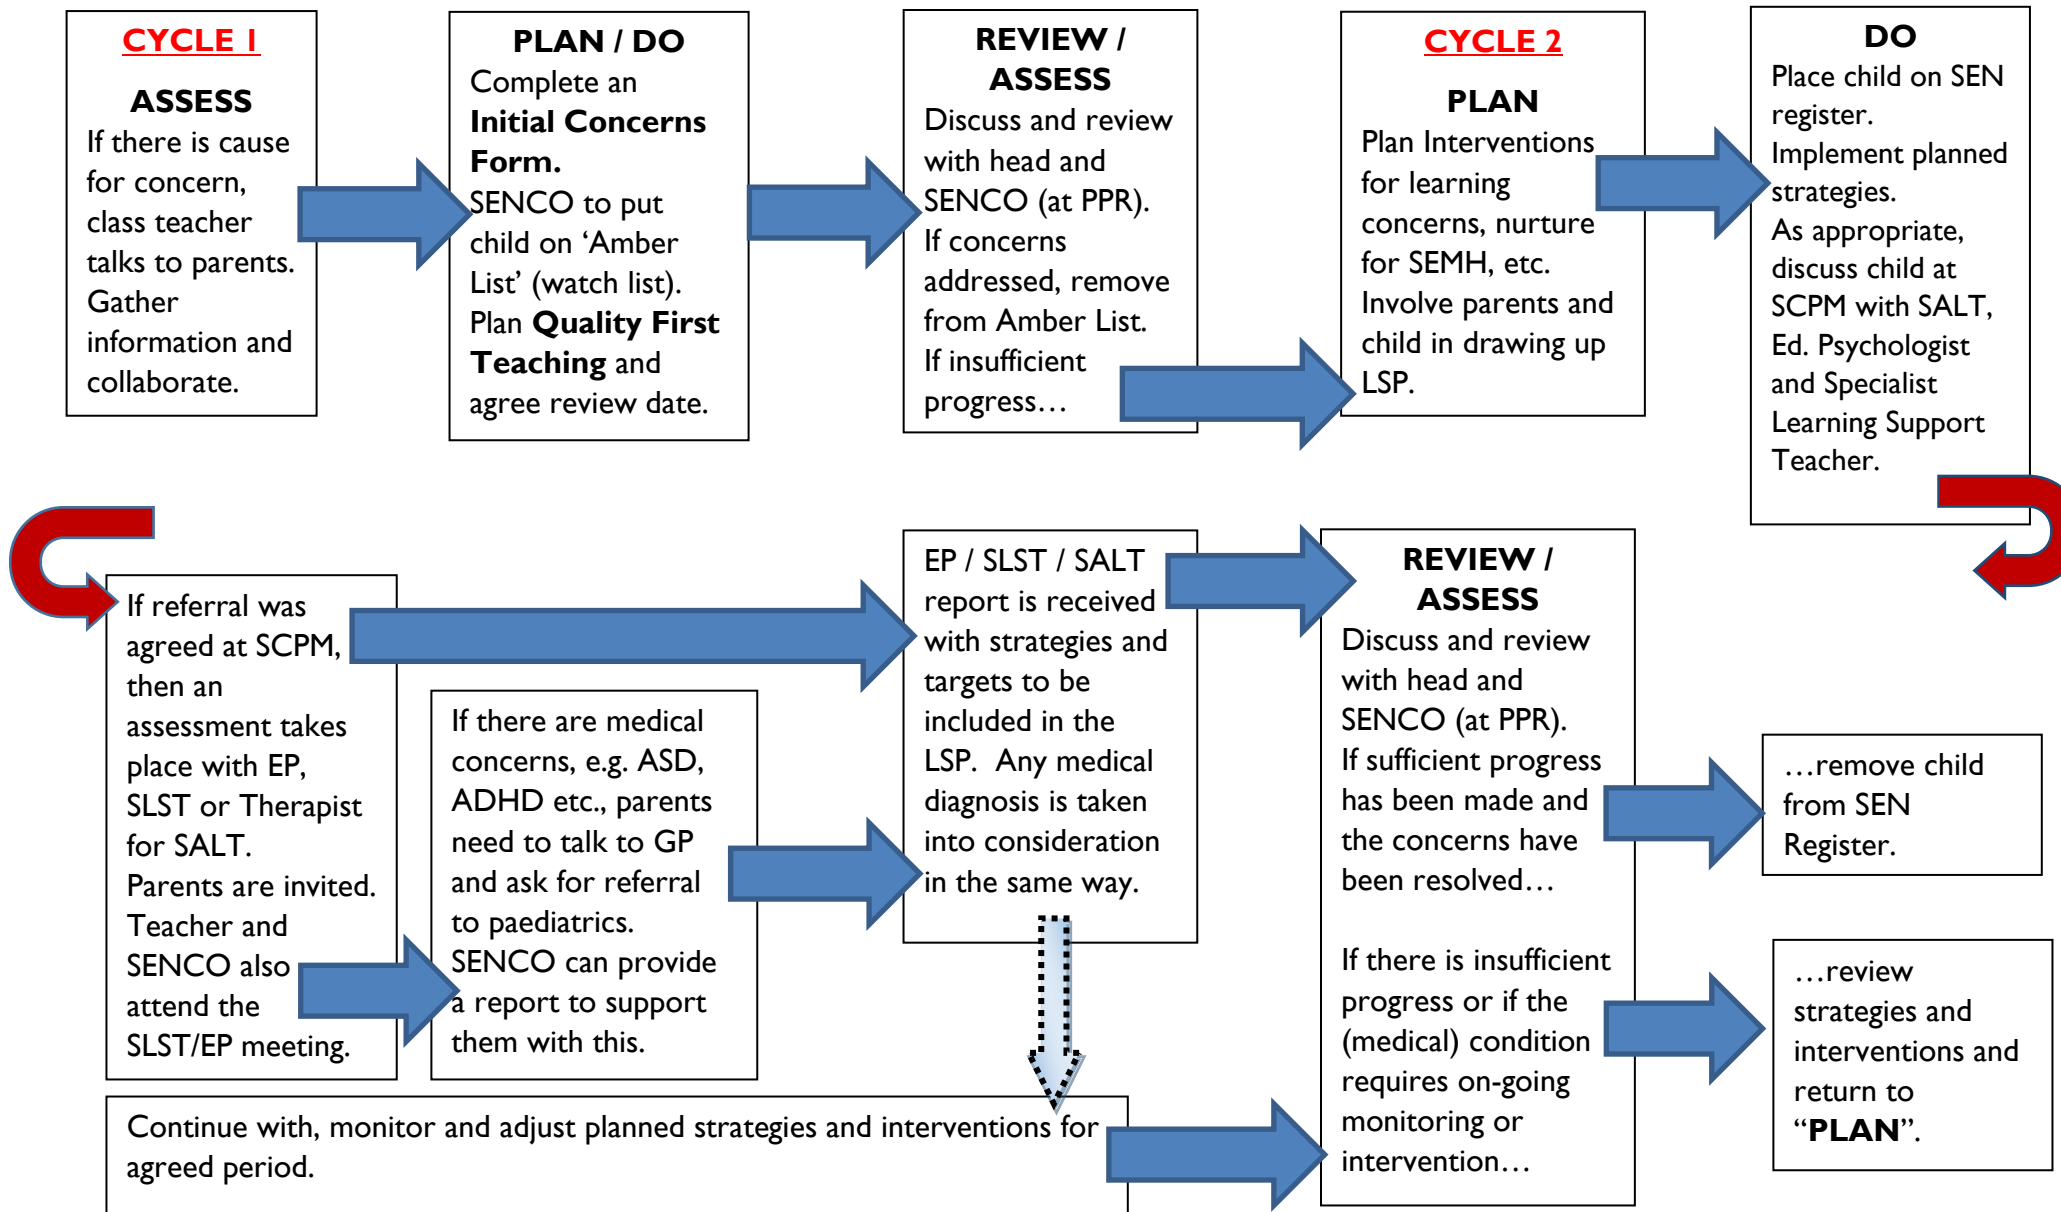 CYCLE 1
ASSESS
If there is cause
for concern,
class teacher
talks to parents.
Gather
information and
collaborate.
PLAN / DO
Complete an
Initial Concerns
Form.
SENCO to put
child on ‘Amber
List’ (watch list).
Plan Quality First
Teaching and
agree review date.
REVIEW /
ASSESS
Discuss and review
with head and
SENCO (at PPR).
If concerns
addressed, remove
from Amber List.
If insufficient
progress…
CYCLE 2
PLAN
Plan Interventions
for learning
concerns, nurture
for SEMH, etc.
Involve parents and
child in drawing up
LSP.
DO
Place child on SEN
register.
Implement planned
strategies.
As appropriate,
discuss child at
SCPM with SALT,
Ed. Psychologist
and Specialist
Learning Support
Teacher.
If referral was
agreed at SCPM,
then an
assessment takes
place with EP,
SLST or Therapist
for SALT.
Parents are invited.
Teacher and
SENCO also
attend the
SLST/EP meeting.
If there are medical
concerns, e.g. ASD,
ADHD etc., parents
need to talk to GP
and ask for referral
to paediatrics.
SENCO can provide
a report to support
them with this.
EP / SLST / SALT
report is received
with strategies and
targets to be
included in the
LSP. Any medical
diagnosis is taken
into consideration
in the same way.
REVIEW /
ASSESS
Discuss and review
with head and
SENCO (at PPR).
If sufficient progress
has been made and
the concerns have
been resolved…
If there is insufficient
progress or if the
(medical) condition
requires on-going
monitoring or
intervention…
…remove child
from SEN
Register.
…review
strategies and
interventions and
return to
“PLAN”.
Continue with, monitor and adjust planned strategies and interventions for
agreed period.